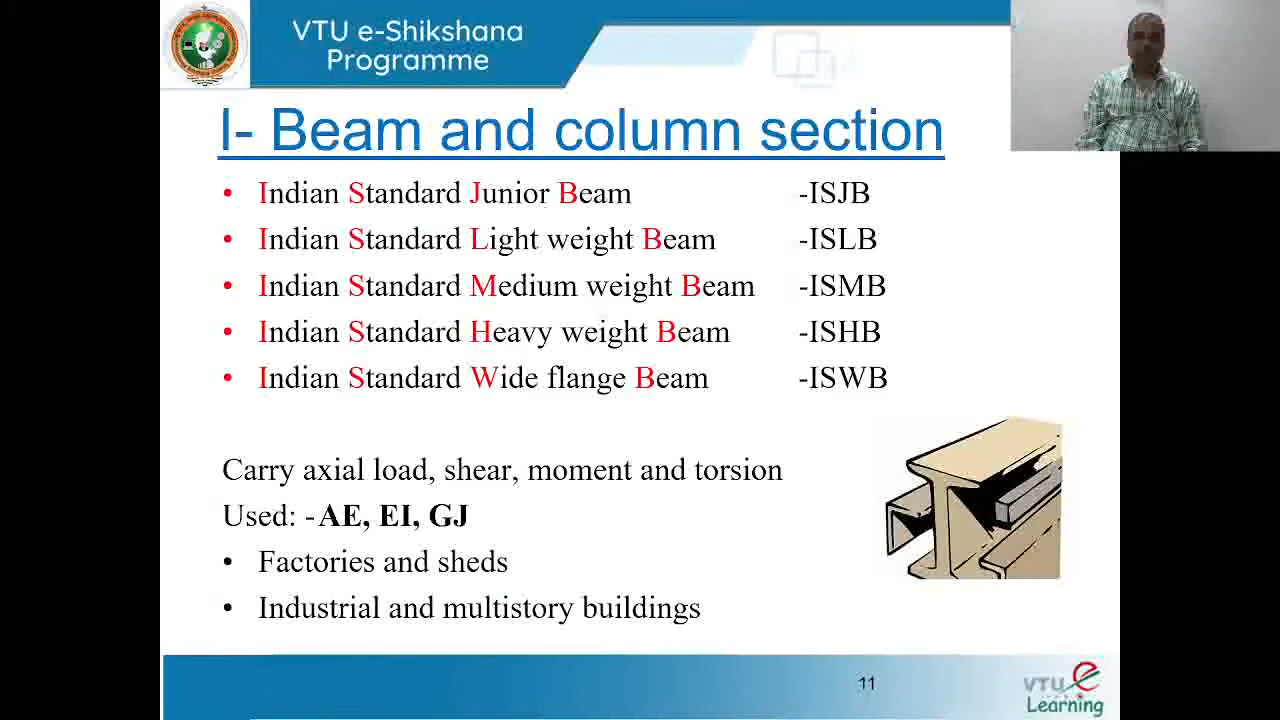 VTU e-Shikshana
Programme
I- Beam and column section
• Indian Standard Junior Beam -ISJB
• Indian Standard Light weight Beam -ISLB
• Indian Standard Medium weight Beam -ISMB
• Indian Standard Heavy weight Beam -ISHB
• Indian Standard Wide flange Beam -ISWB
Carry axial load, shear, moment and torsion
Used: - AE, EI, GJ
• Factories and sheds
• Industrial and multistory buildings
11
VTU e
Learning